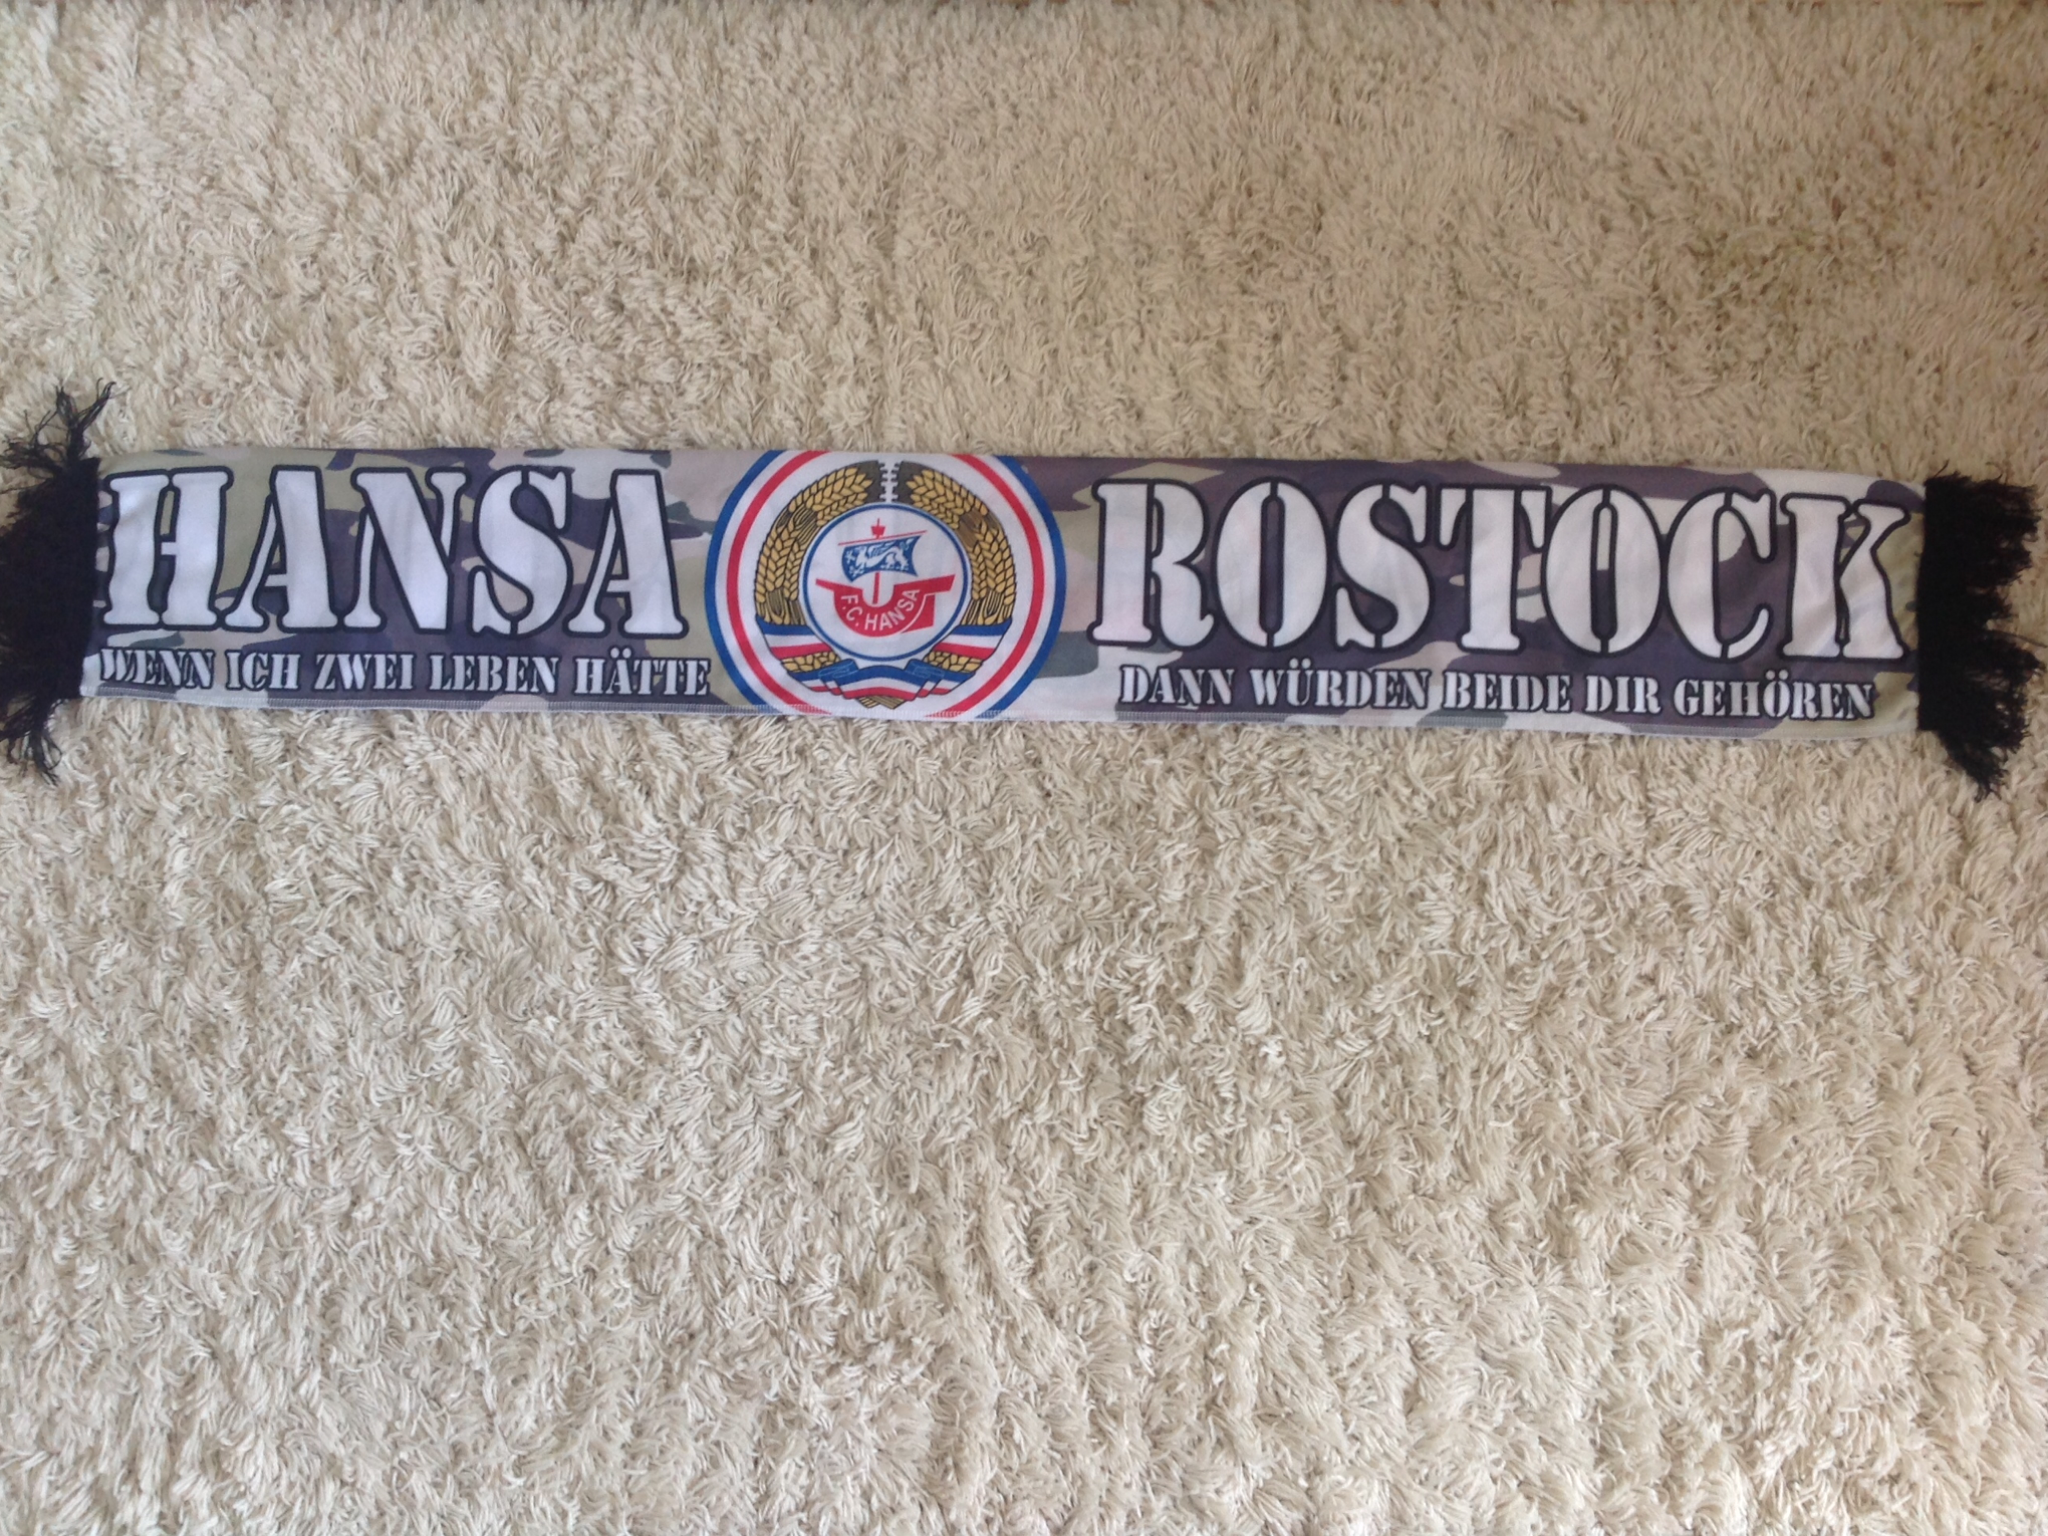 HANSA ROSTOCK
F.C. HANSA
WENN ICH ZWEI LEBEN HÄTTE
DANN WÜRDEN BEIDE DIR GEHÖREN